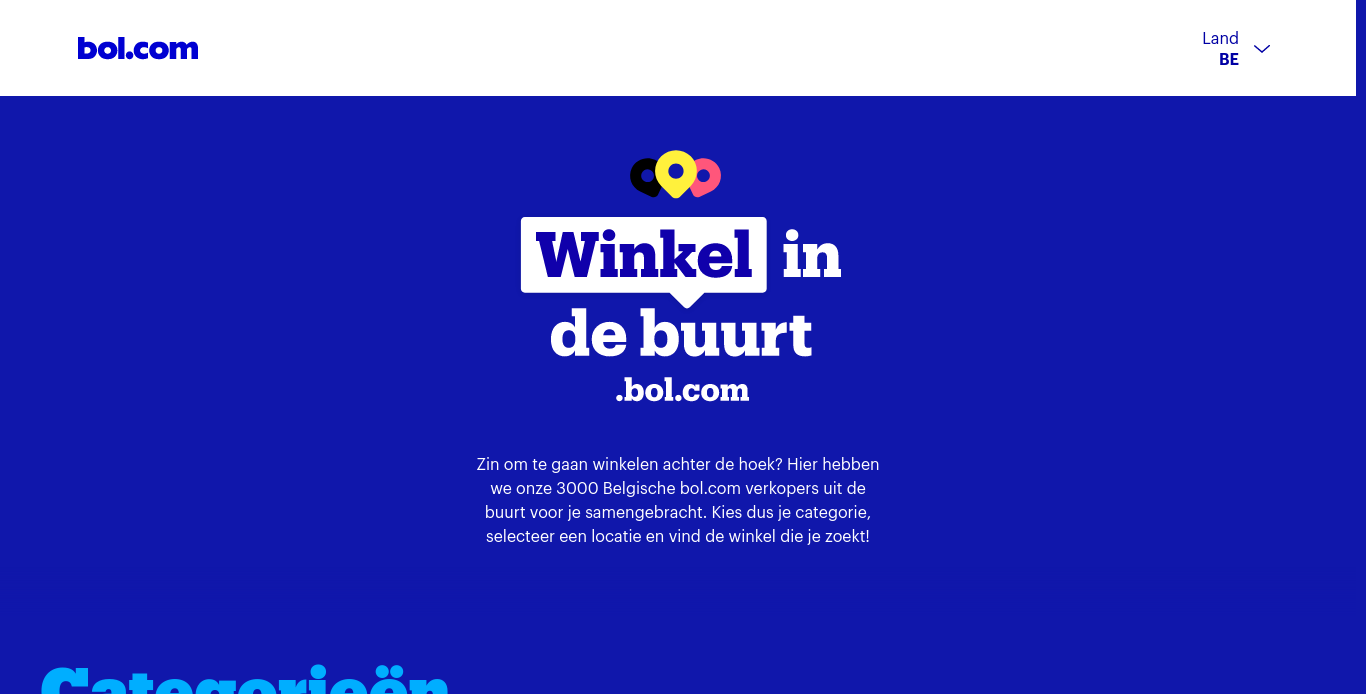 bol.com
Land
BE
Winkel in
de buurt
.bol.com
Zin om te gaan winkelen achter de hoek? Hier hebben
we onze 3000 Belgische bol.com verkopers uit de
buurt voor je samengebracht. Kies dus je categorie,
selecteer een locatie en vind de winkel die je zoekt!
Categorieën